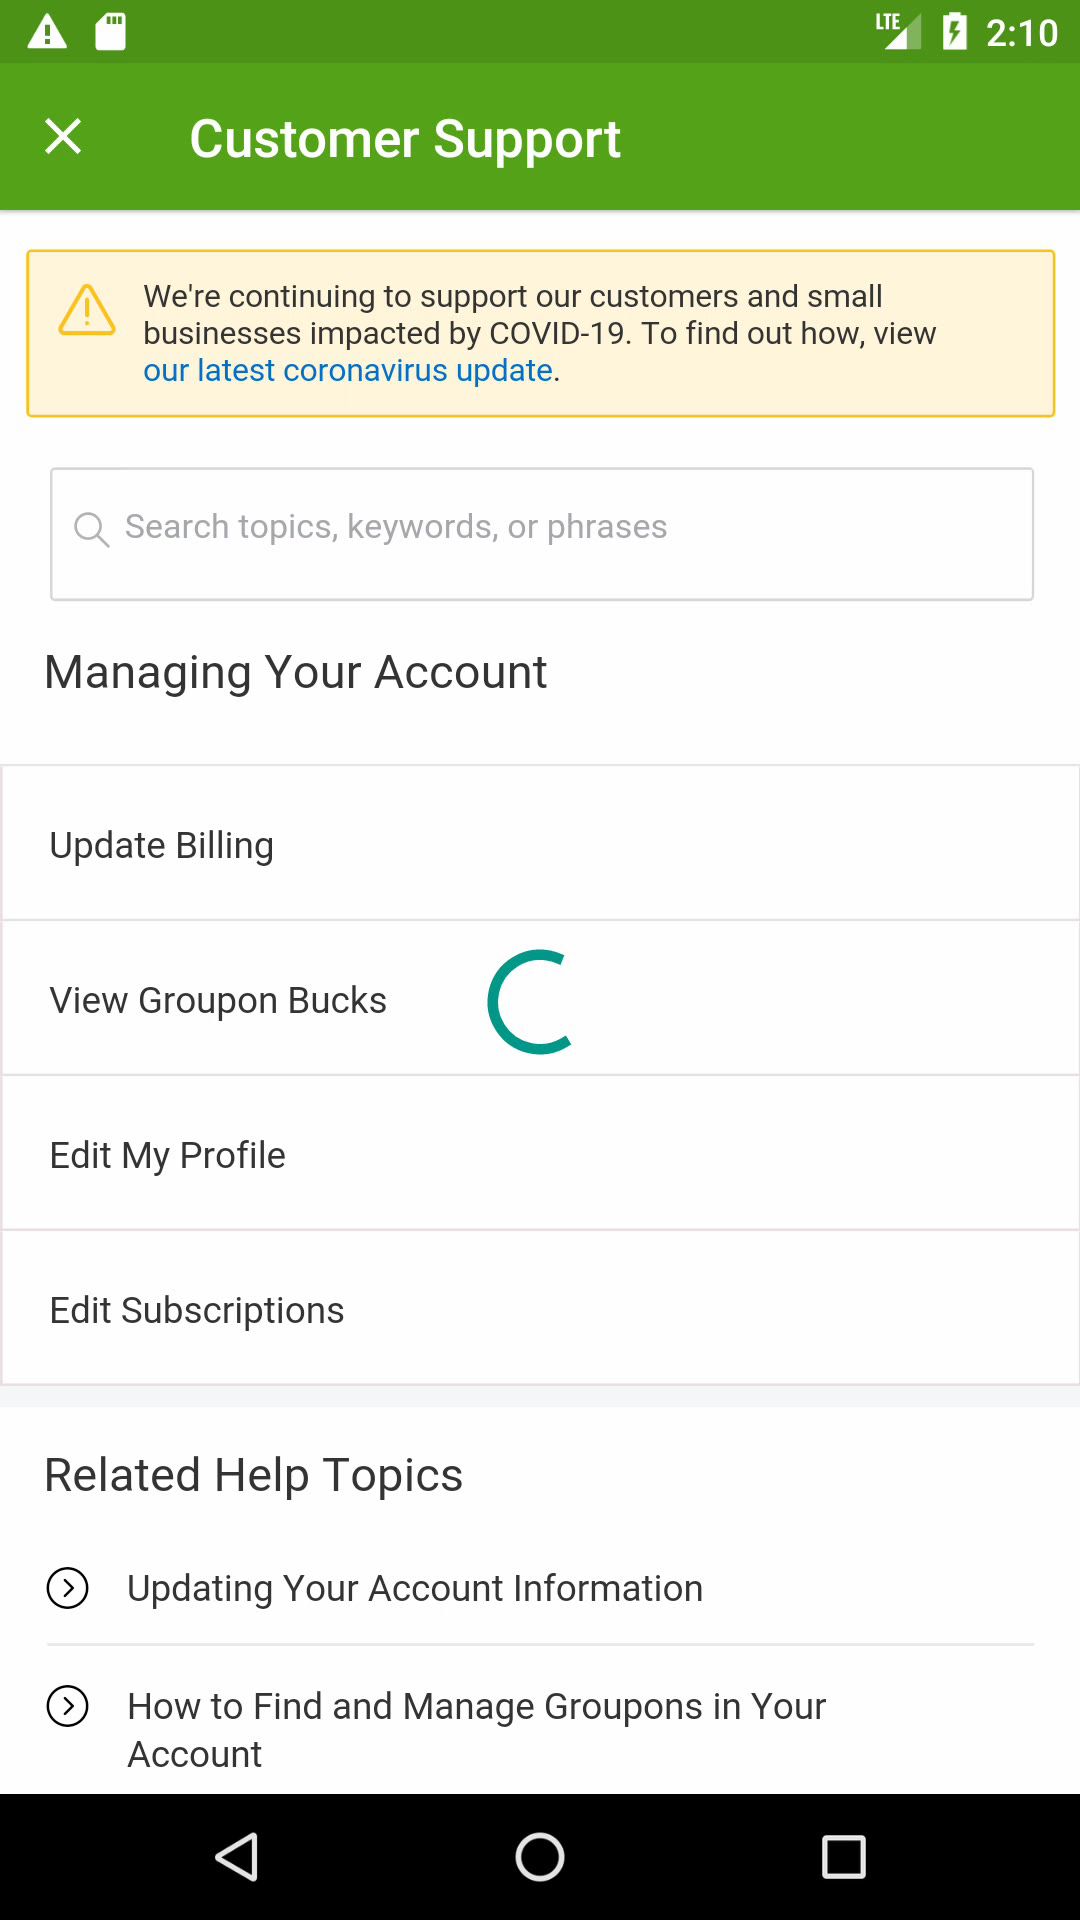 LTE 2:10
Customer Support
We're continuing to support our customers and small
businesses impacted by COVID-19. To find out how, view
our latest coronavirus update.
Search topics, keywords, or phrases
Managing Your Account
Update Billing
View Groupon Bucks
Edit My Profile
Edit Subscriptions
Related Help Topics
Updating Your Account Information
How to Find and Manage Groupons in Your
Account